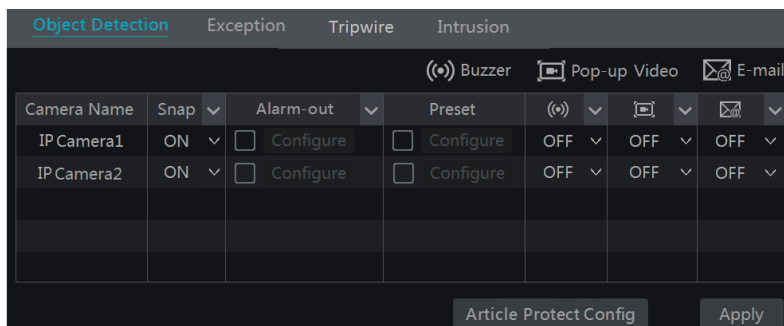 Object Detection Exception Tripwire Intrusion
Buzzer Pop-up Video E-mail
Camera Name Snap Alarm-out Preset
IP Camera1 ON Configure Configure OFF OFF OFF
IP Camera2 ON Configure Configure OFF OFF OFF
Article Protect Config Apply